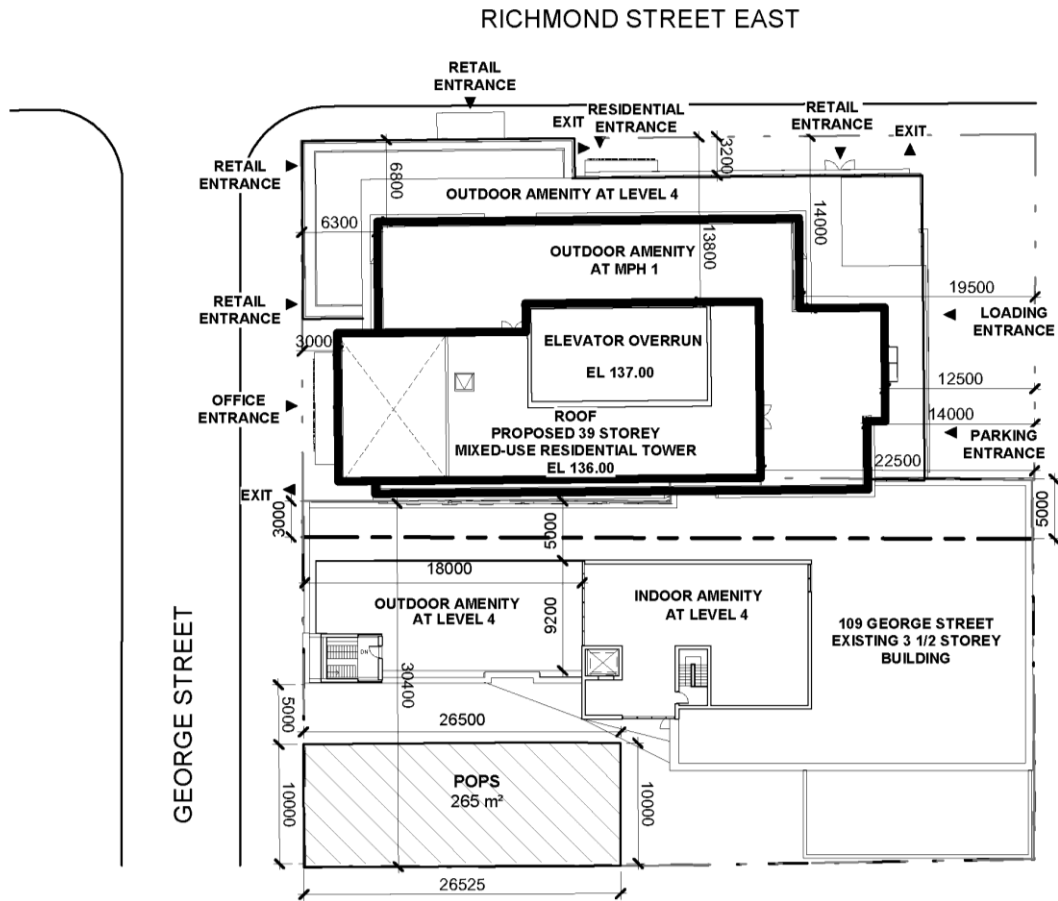 RICHMOND STREET EAST
RETAIL
ENTRANCE
EXIT
RESIDENTIAL
ENTRANCE
RETAIL
ENTRANCE
EXIT
RETAIL
ENTRANCE
6800
3200
OUTDOOR AMENITY AT LEVEL 4
6300
14000
OUTDOOR AMENITY
AT MPH 1
13800
19500
RETAIL
ENTRANCE
LOADING
ENTRANCE
3000
ELEVATOR OVERRUN
EL 137.00
12500
OFFICE
ENTRANCE
14000
ROOF
PROPOSED 39 STOREY
MIXED-USE RESIDENTIAL TOWER
EL 136.00
PARKING
ENTRANCE
22500
EXIT
3000
5000
5000
18000
OUTDOOR AMENITY
AT LEVEL 4
9200
INDOOR AMENITY
AT LEVEL 4
109 GEORGE STREET
EXISTING 3 1/2 STOREY
BUILDING
DN
30400
5000
26500
GEORGE STREET
POPS
265 m²
10000
10000
26525